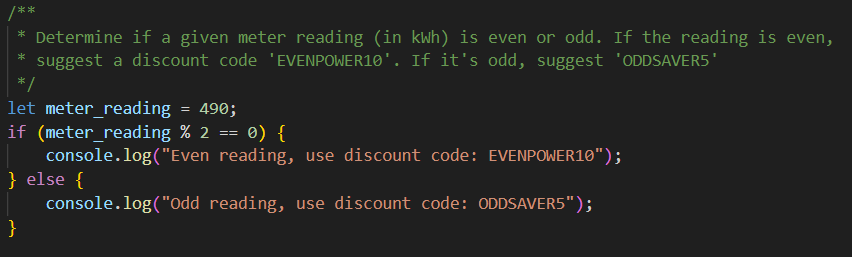 /**
 * Determine if a given meter reading (in kWh) is even or odd. If the reading is even,
 * suggest a discount code 'EVENPOWER10'. If it's odd, suggest 'ODDSAVER5'
 */
let meter_reading = 490;
if (meter_reading % 2 == 0) {
    console.log("Even reading, use discount code: EVENPOWER10");
} else {
    console.log("Odd reading, use discount code: ODDSAVER5");
}